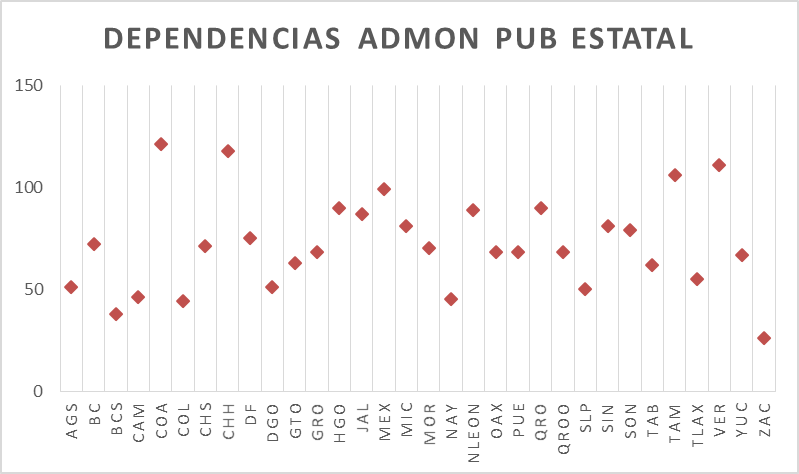 DEPENDENCIAS ADMON PUB ESTATAL
150
100
50
0
AGS
BC
BCS
CAM
COA
COL
CHS
CHH
DF
DGO
GTO
GRO
HGO
JAL
MEX
MIC
MOR
NAY
NLEON
OAX
PUE
QRO
QROO
SLP
SIN
SON
TAB
TAM
TLAX
VER
YUC
ZAC